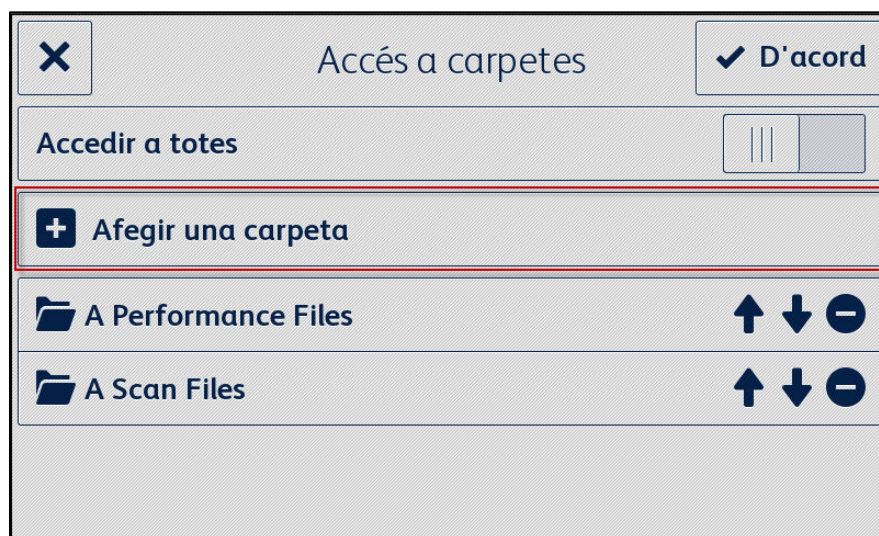 Accés a carpetes
D'acord
Accedir a totes
Afegir una carpeta
A Performance Files
A Scan Files